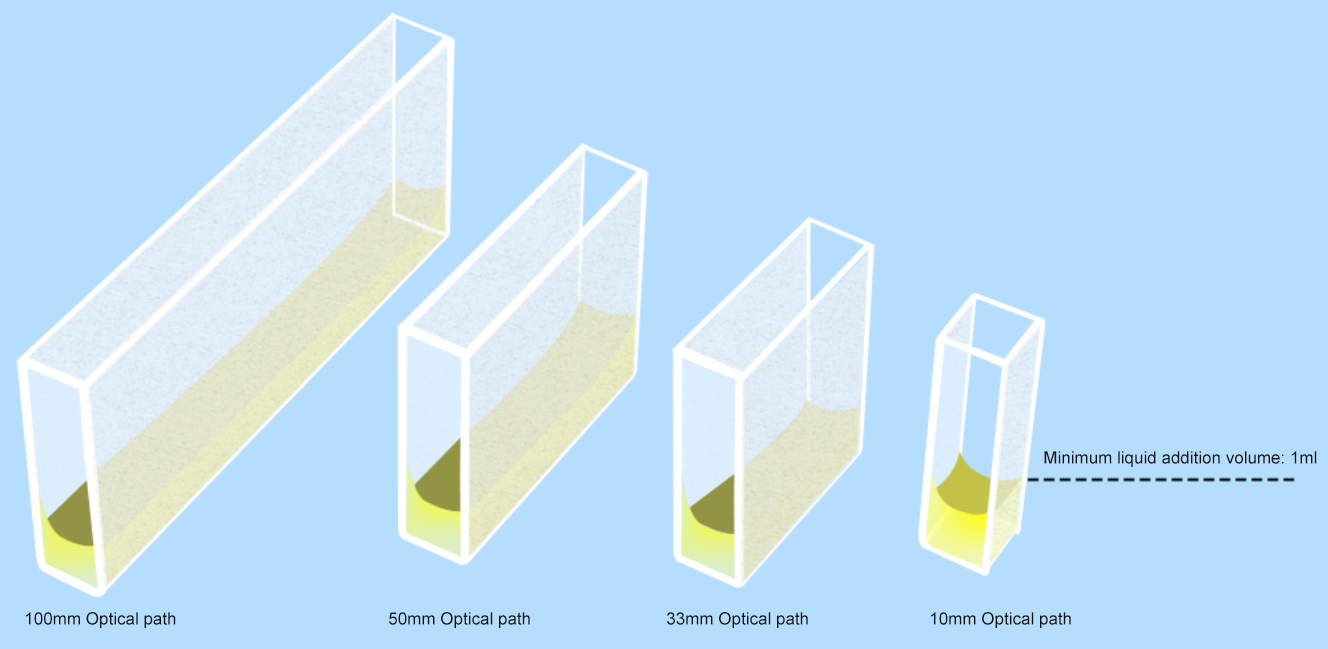 Minimum liquid addition volume: 1ml
100mm Optical path
50mm Optical path
33mm Optical path
10mm Optical path